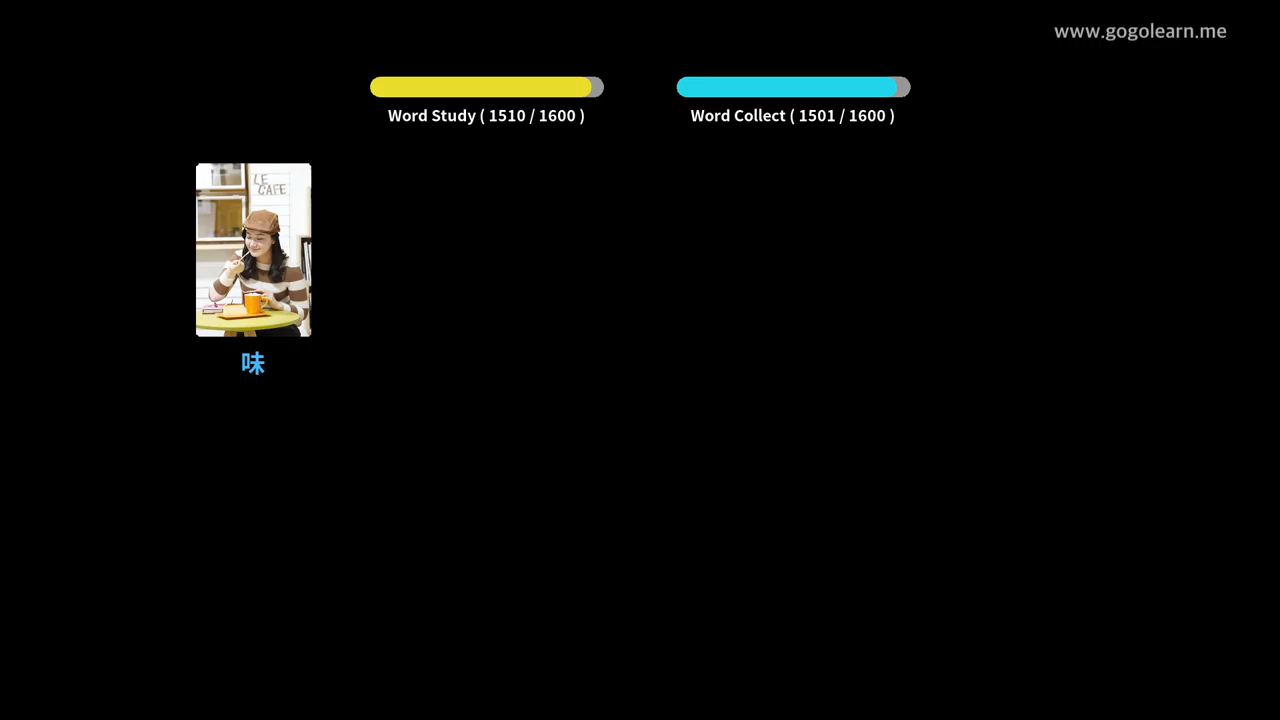 www.gogolearn.me
Word Study ( 1510 / 1600 )
Word Collect ( 1501 / 1600 )
LE
CAFE
味